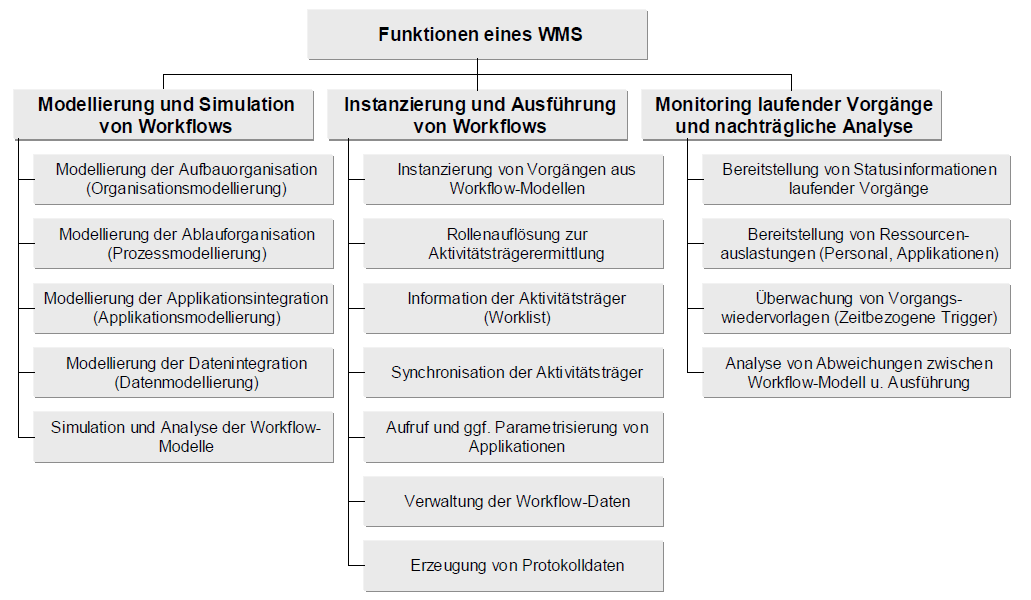 Funktionen eines WMS
Modellierung und Simulation
von Workflows
Modellierung der Aufbauorganisation
(Organisationsmodellierung)
Modellierung der Ablauforganisation
(Prozessmodellierung)
Modellierung der Applikationsintegration
(Applikationsmodellierung)
Modellierung der Datenintegration
(Datenmodellierung)
Simulation und Analyse der Workflow-
Modelle
Instanzierung und Ausführung
von Workflows
Instanzierung von Vorgängen aus
Workflow-Modellen
Rollenauflösung zur
Aktivitätsträgerermittlung
Information der Aktivitätsträger
(Worklist)
Synchronisation der Aktivitätsträger
Aufruf und ggf. Parametrisierung von
Applikationen
Verwaltung der Workflow-Daten
Erzeugung von Protokolldaten
Monitoring laufender Vorgänge
und nachträgliche Analyse
Bereitstellung von Statusinformationen
laufender Vorgänge
Bereitstellung von Ressourcen-
auslastungen (Personal, Applikationen)
Überwachung von Vorgangs-
wiedervorlagen (Zeitbezogene Trigger)
Analyse von Abweichungen zwischen
Workflow-Modell u. Ausführung